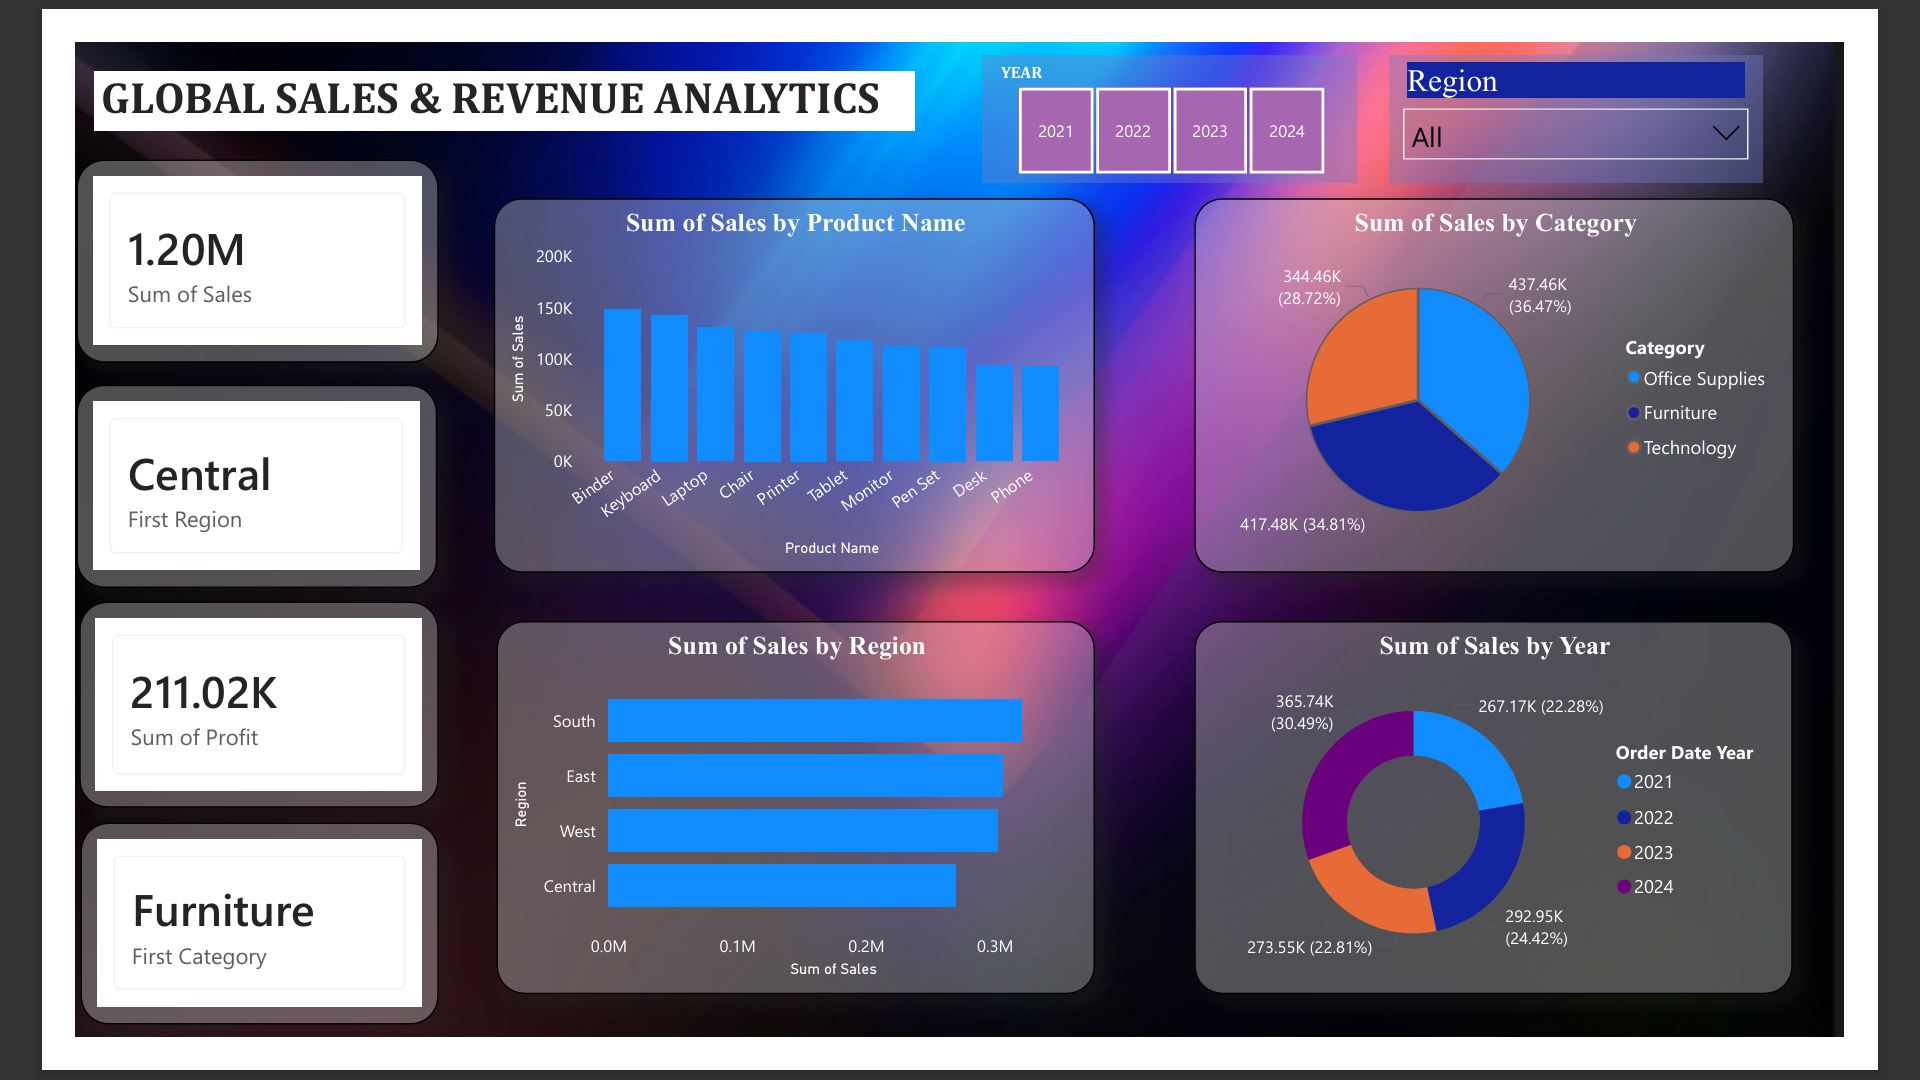 GLOBAL SALES & REVENUE ANALYTICS
YEAR
2021
2022
2023
2024
Region
All
1.20M
Sum of Sales
Central
First Region
211.02K
Sum of Profit
Furniture
First Category
Sum of Sales by Product Name
Sum of Sales
200K
150K
100K
50K
0K
Binder
Keyboard
Laptop
Chair
Printer
Tablet
Monitor
Pen Set
Desk
Phone
Product Name
Sum of Sales by Category
344.46K
(28.72%)
437.46K
(36.47%)
417.48K (34.81%)
Category
Office Supplies
Furniture
Technology
Sum of Sales by Region
Region
South
East
West
Central
0.0M
0.1M
0.2M
0.3M
Sum of Sales
Sum of Sales by Year
365.74K
(30.49%)
267.17K (22.28%)
292.95K
(24.42%)
273.55K (22.81%)
Order Date Year
2021
2022
2023
2024